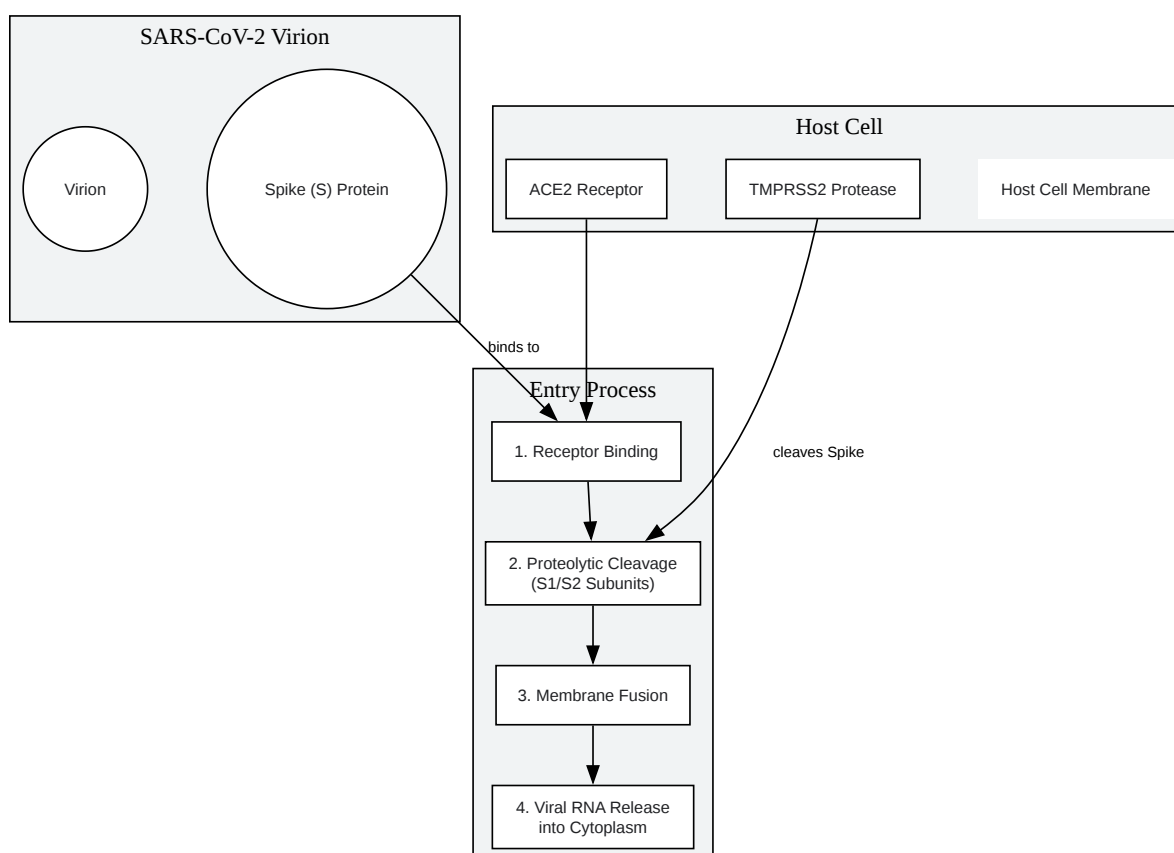 SARS-CoV-2 Virion
Virion
Spike (S) Protein
Host Cell
ACE2 Receptor
TMPRSS2 Protease
Host Cell Membrane
binds to
Entry Process
1. Receptor Binding
cleaves Spike
2. Proteolytic Cleavage
(S1/S2 Subunits)
3. Membrane Fusion
4. Viral RNA Release
into Cytoplasm